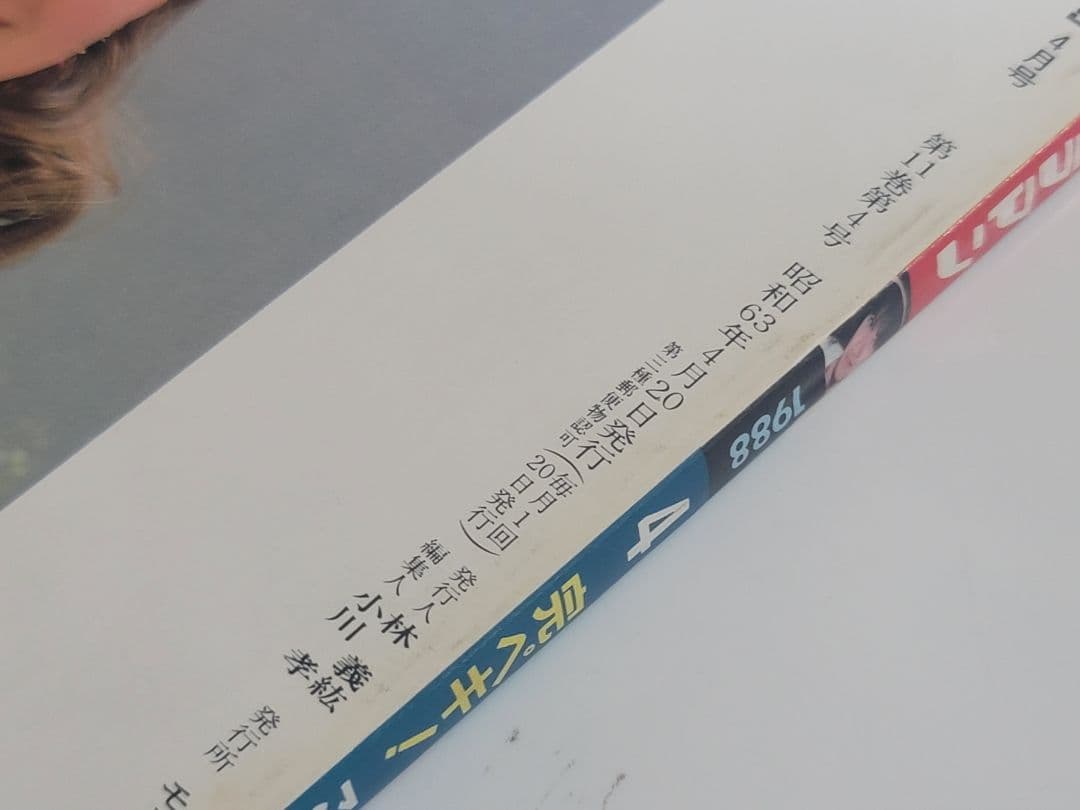 4月号
第11巻第4号
昭和63年4月20日発行
第三種郵便物認可
(毎月1回
20日発行)
発行人 林 義紘
編集人 小川 孝
発行所
1988
4
完ペキ!